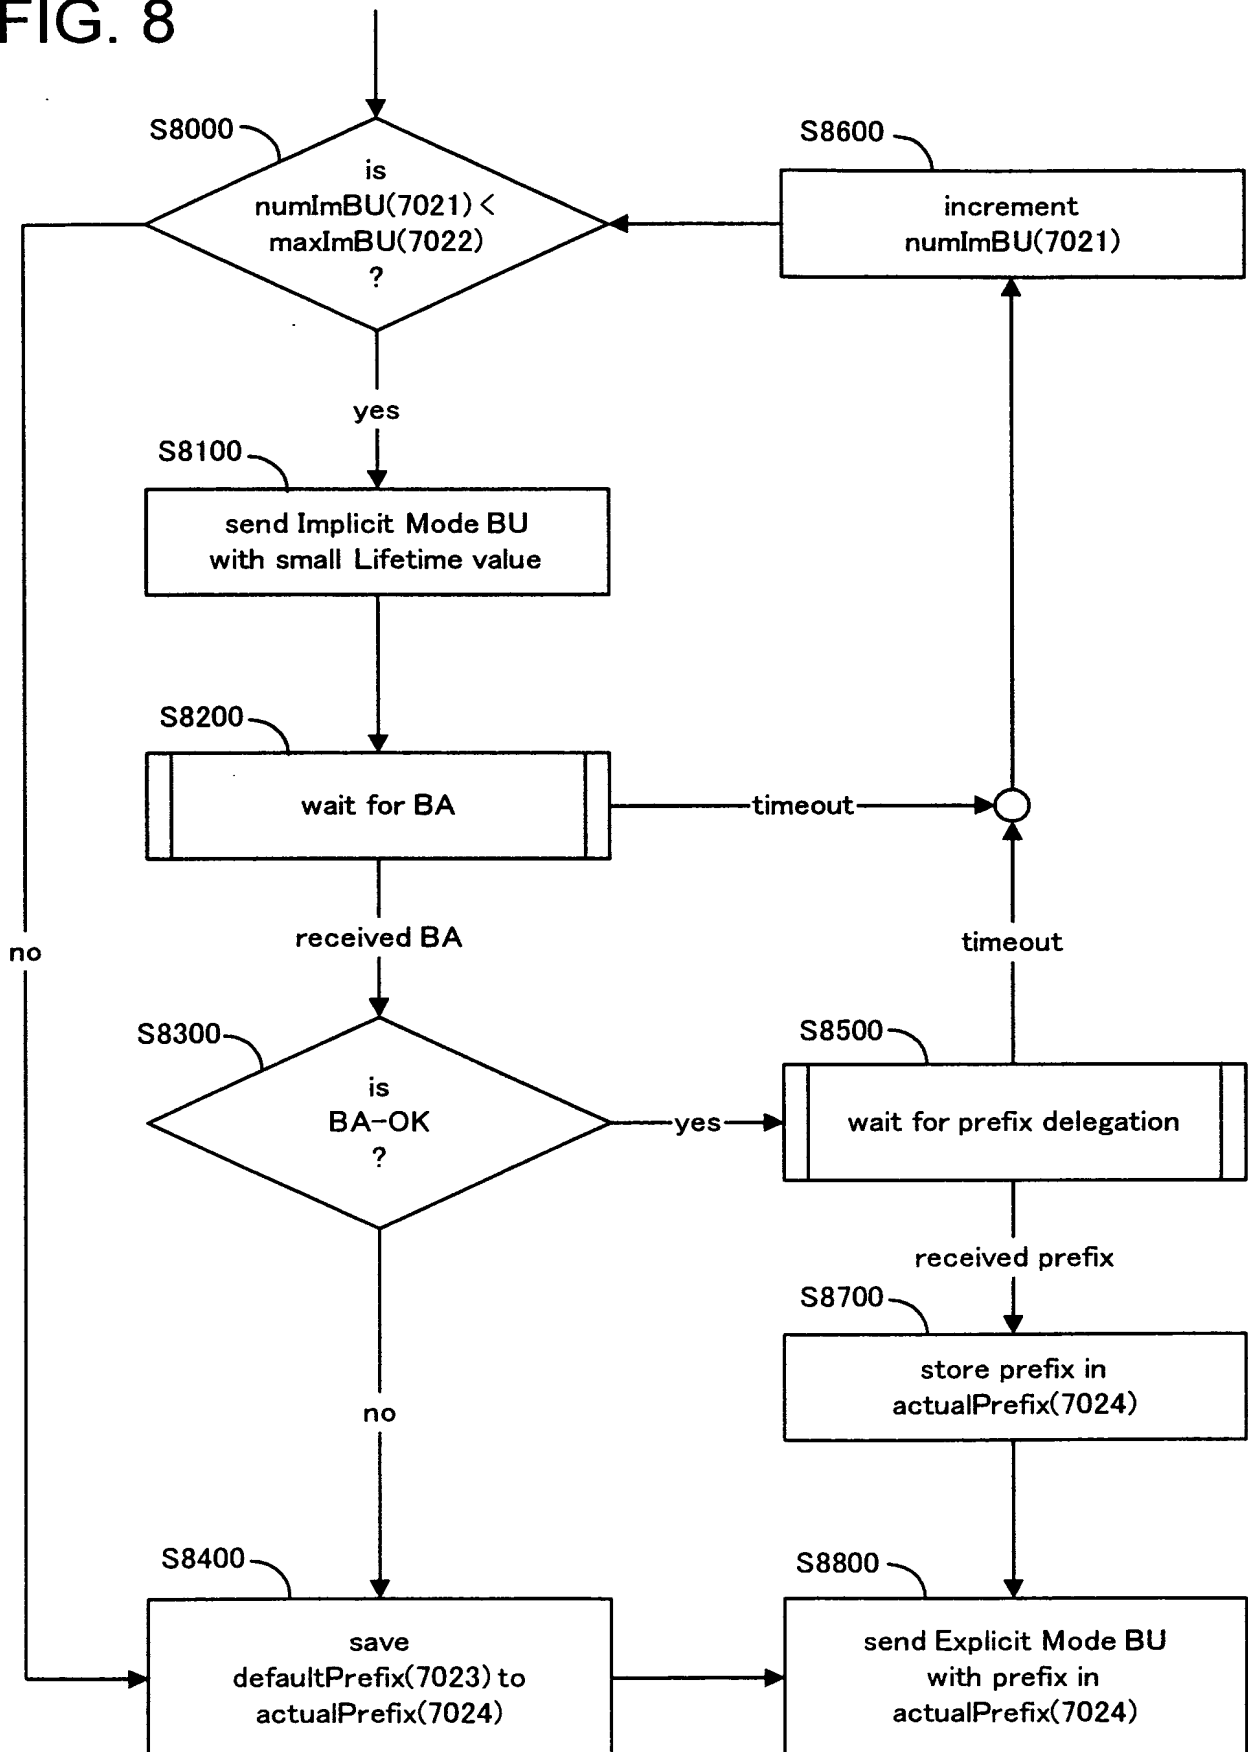 FIG. 8
S8000
is
numImBU(7021) <
maxImBU(7022)
?
S8600
increment
numImBU(7021)
yes
S8100
send Implicit Mode BU
with small Lifetime value
S8200
wait for BA
timeout
received BA
no
timeout
S8300
is
BA-OK
?
yes
S8500
wait for prefix delegation
received prefix
S8700
store prefix in
actualPrefix(7024)
no
S8400
save
defaultPrefix(7023) to
actualPrefix(7024)
S8800
send Explicit Mode BU
with prefix in
actualPrefix(7024)